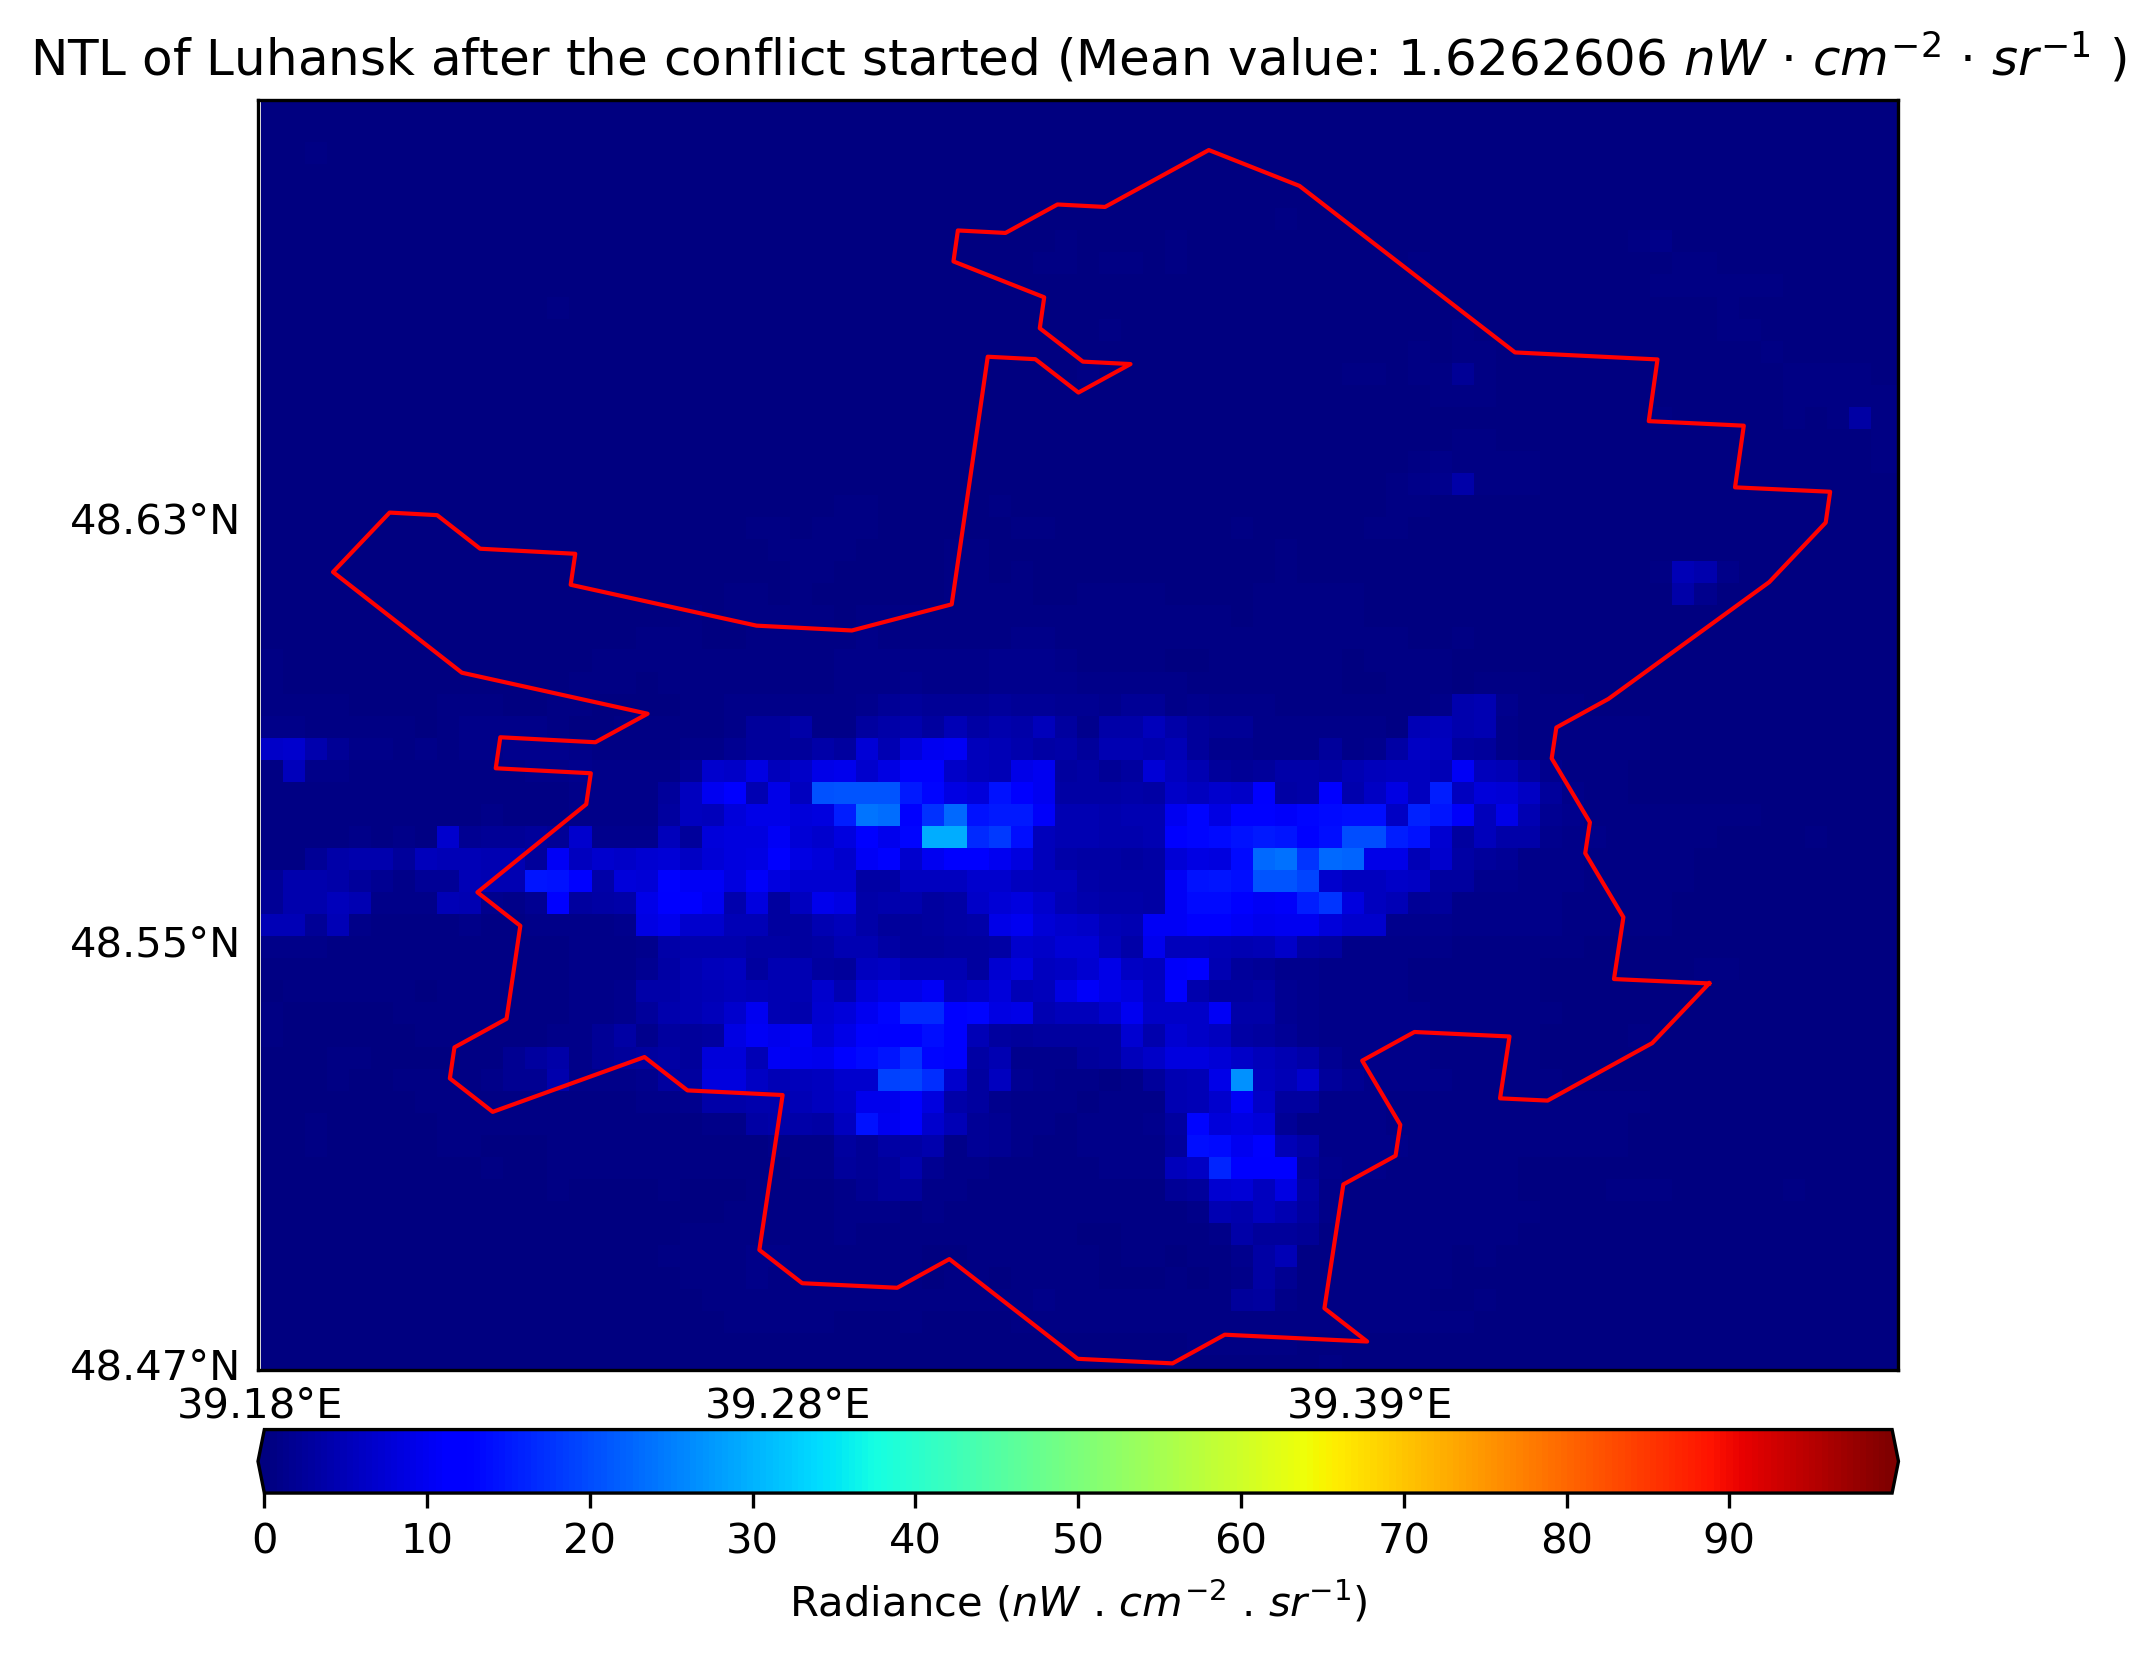 NTL of Luhansk after the conflict started (Mean value: 1.6262606 nW · cm⁻² · sr⁻¹ )
48.63°N
48.55°N
48.47°N
39.18°E 39.28°E 39.39°E
0 10 20 30 40 50 60 70 80 90
Radiance (nW . cm⁻² . sr⁻¹)